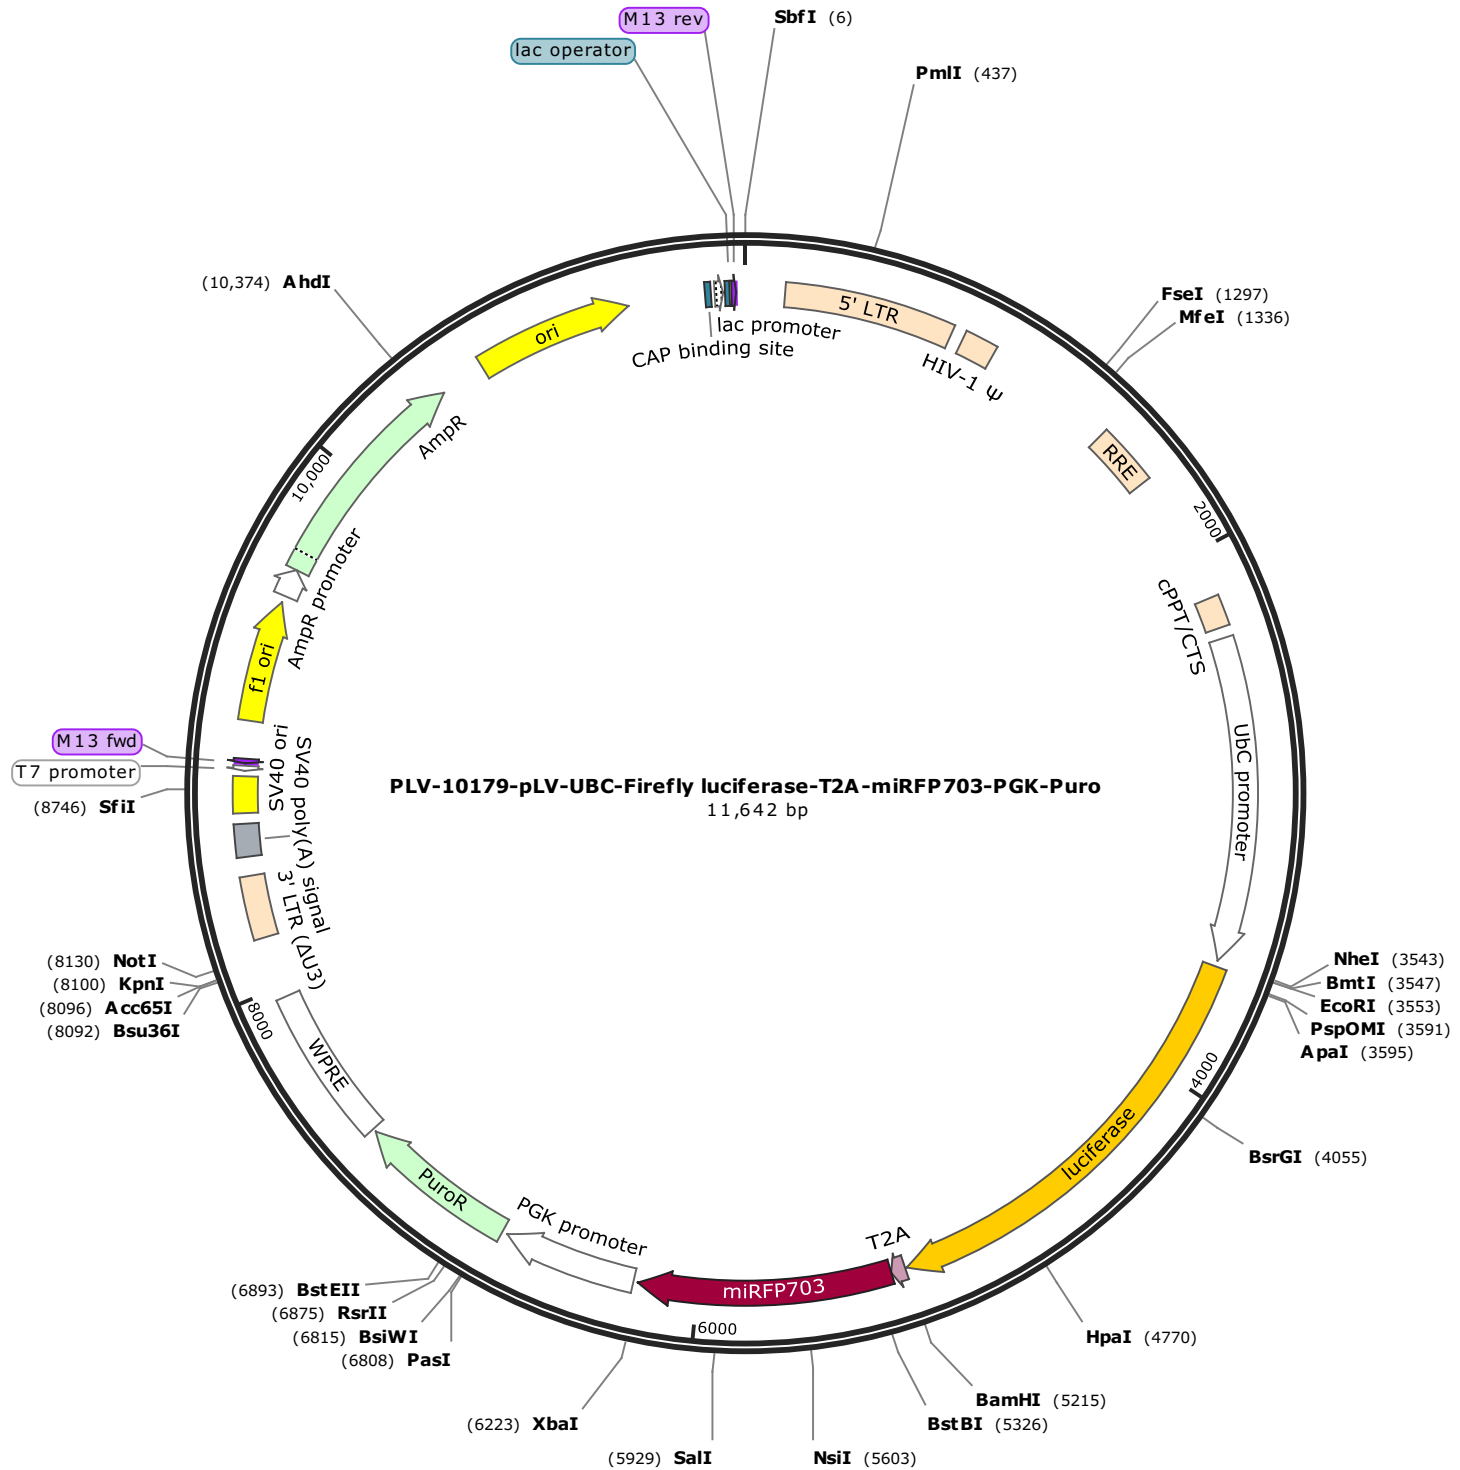 M13 rev
SbfI (6)
lac operator
PmlI (437)
(10,374) AhdI
FseI (1297)
MfeI (1336)
ori
lac promoter
CAP binding site
5' LTR
HIV-1 Ψ
AmpR
RRE
10,000
2000
AmpR promoter
cPPT/CTS
f1 ori
M13 fwd
T7 promoter
SV40 ori
(8746) SfiI
SV40 poly(A) signal
UbC promoter
PLV-10179-pLV-UBC-Firefly luciferase-T2A-miRFP703-PGK-Puro
11,642 bp
3' LTR (ΔU3)
(8130) NotI
(8100) KpnI
(8096) Acc65I
(8092) Bsu36I
8000
NheI (3543)
BmtI (3547)
EcoRI (3553)
PspOMI (3591)
ApaI (3595)
WPRE
4000
luciferase
BsrGI (4055)
PuroR
PGK promoter
T2A
miRFP703
(6893) BstEII
(6875) RsrII
(6815) BsiWI
(6808) PasI
6000
HpaI (4770)
BamHI (5215)
BstBI (5326)
(6223) XbaI
(5929) SalI
NsiI (5603)